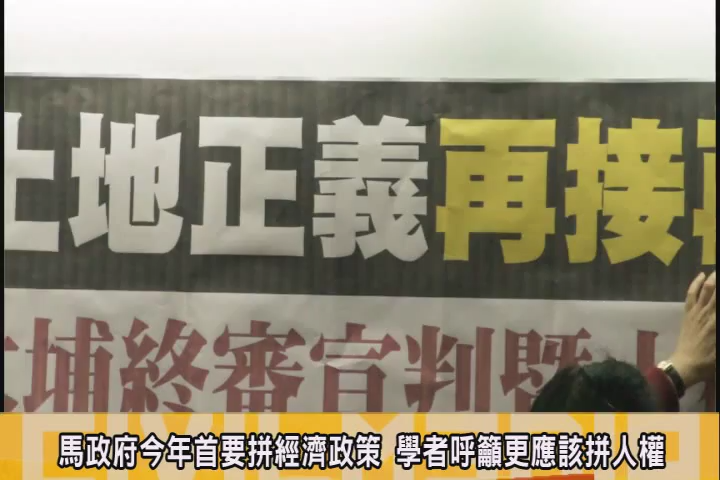 土地正義再接
埔終審宣判暨
馬政府今年首要拼經濟政策 學者呼籲更應該拼人權